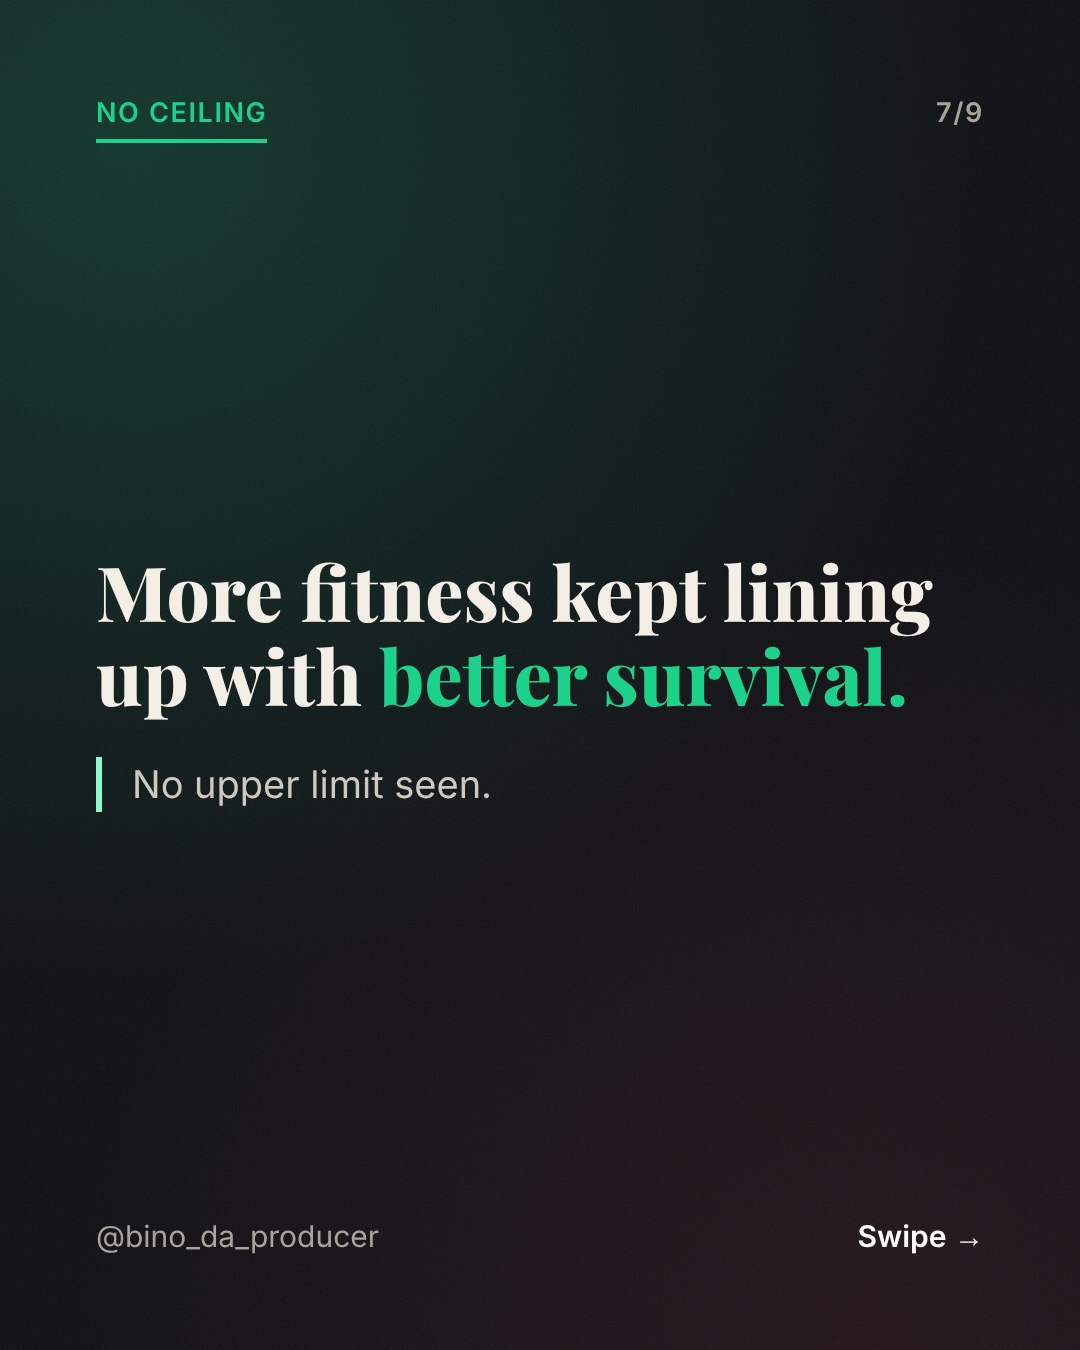 NO CEILING
7/9
More fitness kept lining
up with better survival.
No upper limit seen.
@bino_da_producer
Swipe →